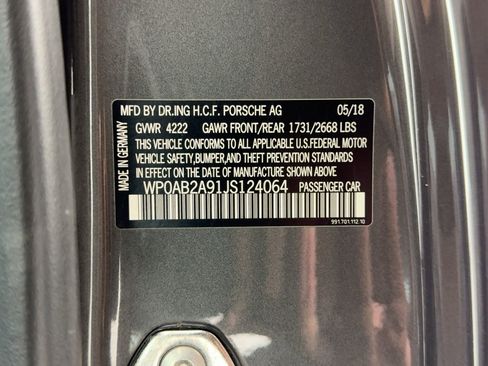 MFD BY DR.ING H.C.F. PORSCHE AG 05/18
GVWR 4222 GAWR FRONT/REAR 1731/2668 LBS
THIS VEHICLE CONFORMS TO ALL APPLICABLE U.S.FEDERAL MOTOR
VEHICLE SAFETY,BUMPER,AND THEFT PREVENTION STANDARDS
IN EFFECT ON THE DATE OF MANUFACTURE SHOWN ABOVE.
WP0AB2A91JS124064 PASSENGER CAR
991.701.112.10
MADE IN GERMANY